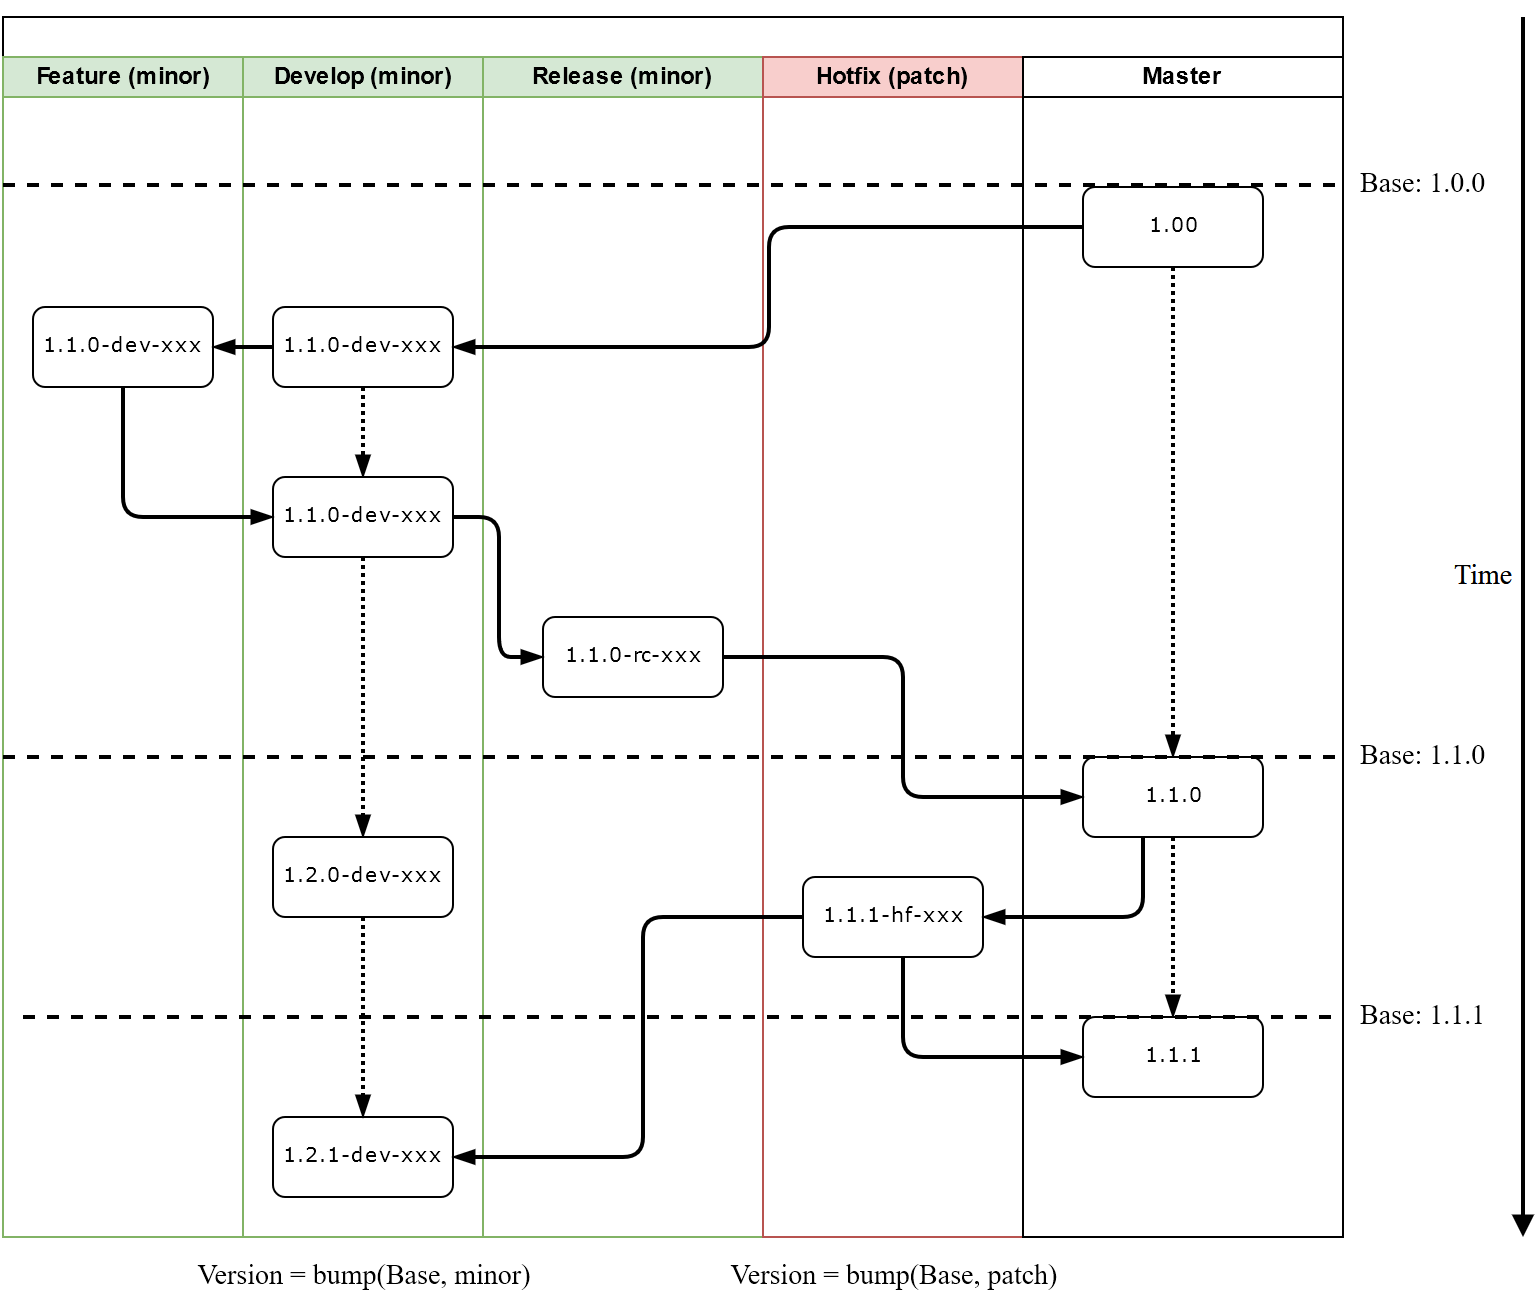 Feature (minor)
Develop (minor)
Release (minor)
Hotfix (patch)
Master
Base: 1.0.0
1.00
1.1.0-dev-xxx
1.1.0-dev-xxx
1.1.0-dev-xxx
Time
1.1.0-rc-xxx
Base: 1.1.0
1.1.0
1.2.0-dev-xxx
1.1.1-hf-xxx
Base: 1.1.1
1.1.1
1.2.1-dev-xxx
Version = bump(Base, minor)
Version = bump(Base, patch)